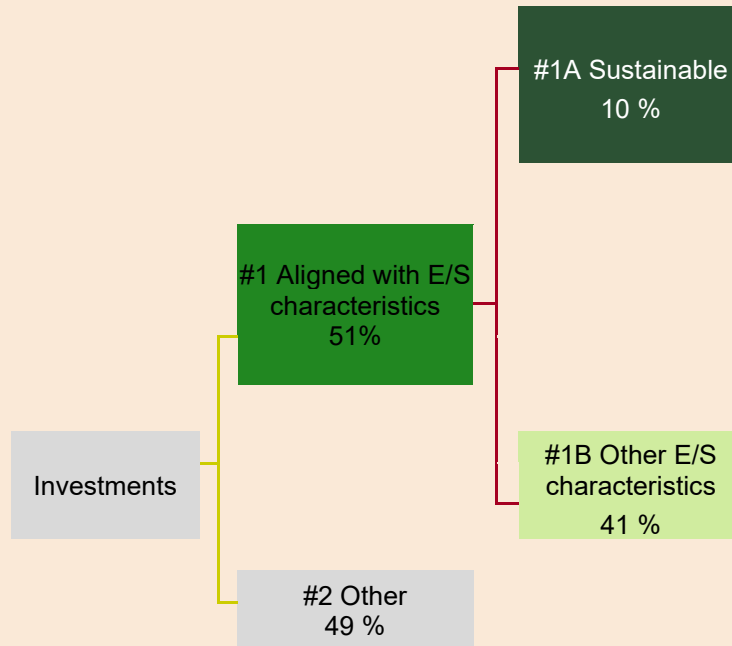 #1A Sustainable
10 %
#1 Aligned with E/S
characteristics
51%
Investments
#1B Other E/S
characteristics
41 %
#2 Other
49 %